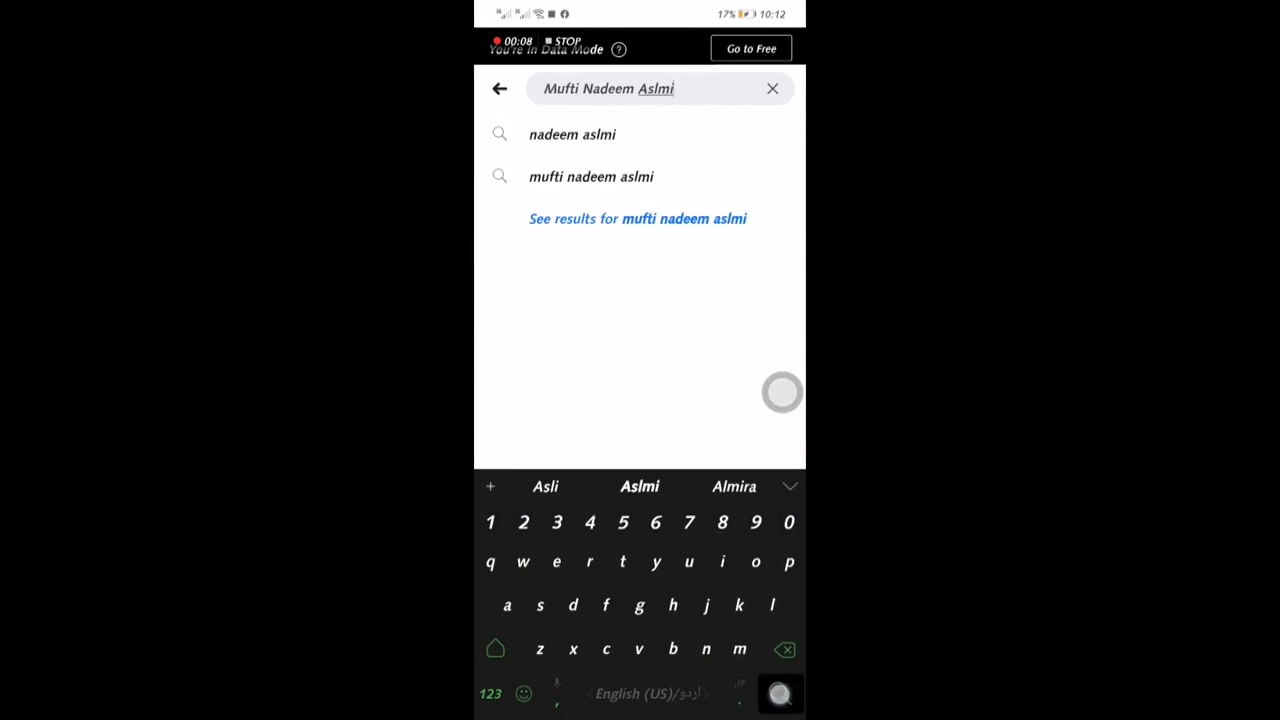 17% 10:12
00:08 STOP
You're in Data Mode ?
Go to Free
Mufti Nadeem Aslmi
nadeem aslmi
mufti nadeem aslmi
See results for mufti nadeem aslmi
+ Asli Aslmi Almira
1 2 3 4 5 6 7 8 9 0
q w e r t y u i o p
a s d f g h j k l
z x c v b n m
123 , English (US)/اردو .